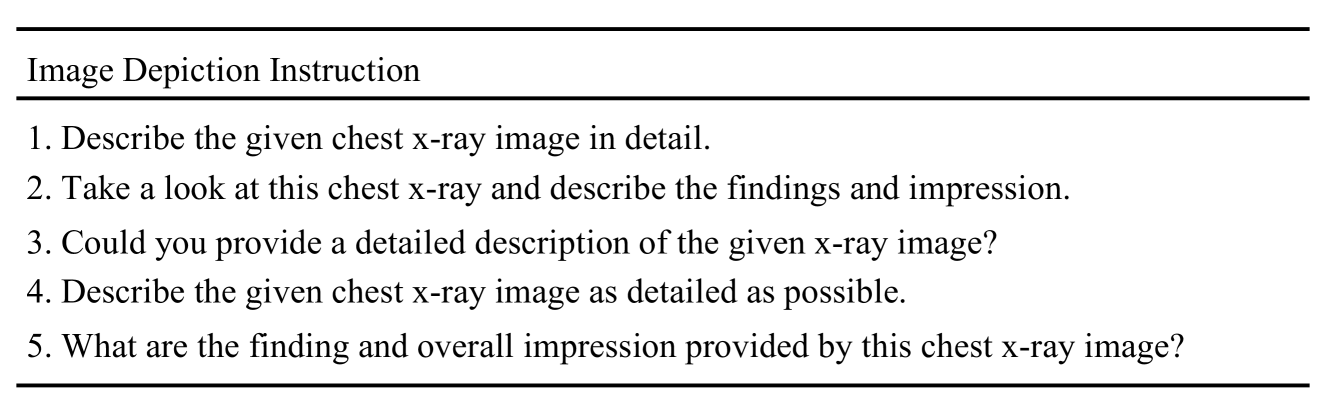 Image Depiction Instruction
1. Describe the given chest x-ray image in detail.
2. Take a look at this chest x-ray and describe the findings and impression.
3. Could you provide a detailed description of the given x-ray image?
4. Describe the given chest x-ray image as detailed as possible.
5. What are the finding and overall impression provided by this chest x-ray image?